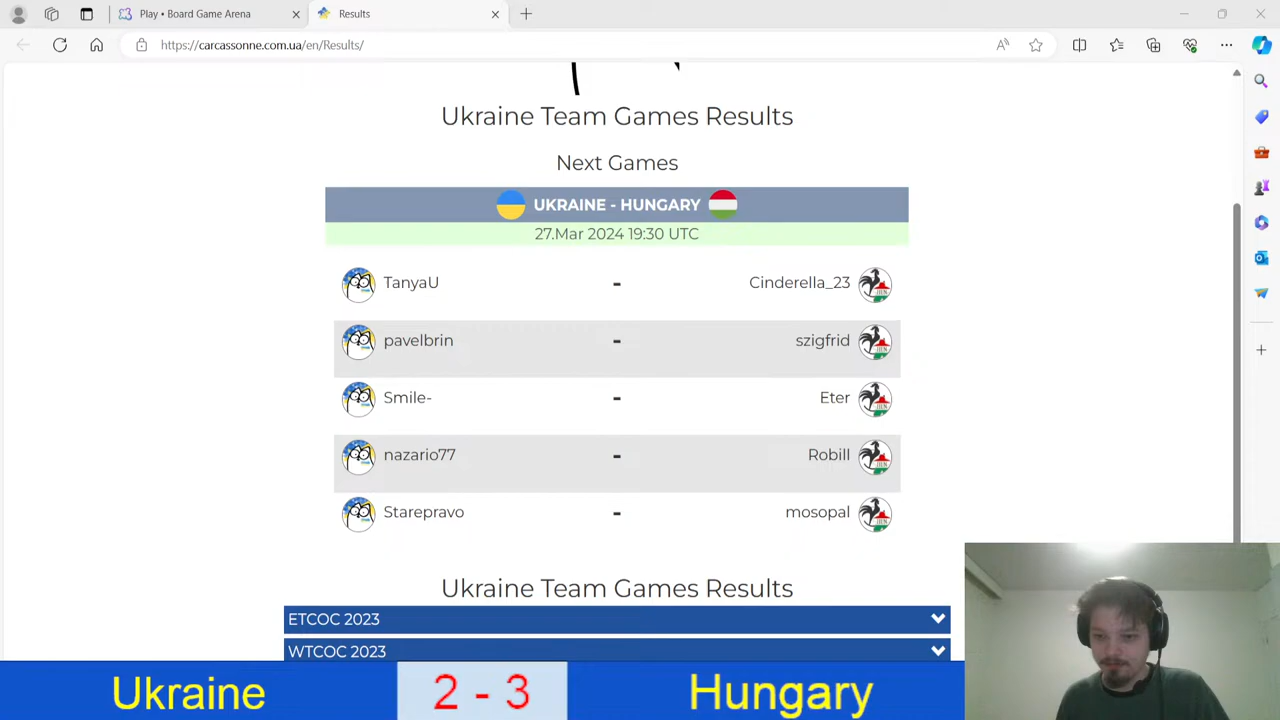 Play • Board Game Arena
Results
https://carcassonne.com.ua/en/Results/
Ukraine Team Games Results
Next Games
UKRAINE - HUNGARY
27.Mar 2024 19:30 UTC
TanyaU - Cinderella_23
pavelbrin - szigfrid
Smile- - Eter
nazario77 - Robill
Starepravo - mosopal
Ukraine Team Games Results
ETCOC 2023
WTCOC 2023
Ukraine 2 - 3 Hungary